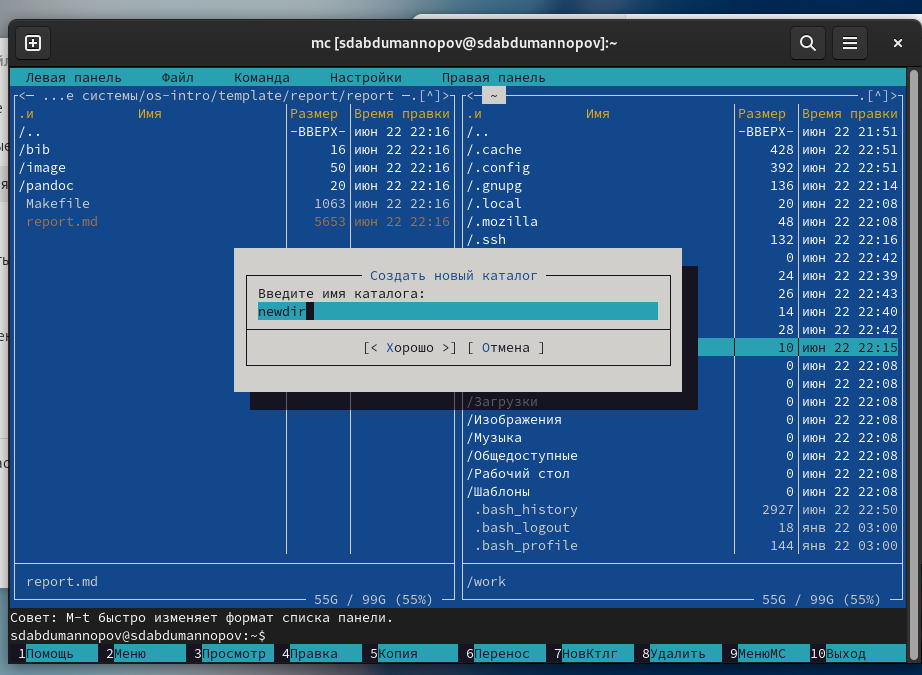 mc [sdabdumannopov@sdabdumannopov]:~
Левая панель Файл Команда Настройки Правая панель
<— ...е системы/os-intro/template/report/report —.[^]> <— ~ .[^]>
.и Имя Размер Время правки .и Имя Размер Время правки
/.. -ВВЕРХ- июн 22 22:16 /.. -ВВЕРХ- июн 22 21:51
/bib 16 июн 22 22:16 /.cache 428 июн 22 22:51
/image 50 июн 22 22:16 /.config 392 июн 22 22:51
/pandoc 20 июн 22 22:16 /.gnupg 136 июн 22 22:14
Makefile 1063 июн 22 22:16 /.local 20 июн 22 22:08
report.md 5653 июн 22 22:16 /.mozilla 48 июн 22 22:08
/.ssh 132 июн 22 22:16
0 июн 22 22:42
Создать новый каталог 24 июн 22 22:39
Введите имя каталога: 26 июн 22 22:43
newdir 14 июн 22 22:40
28 июн 22 22:42
[< Хорошо >] [ Отмена ] 10 июн 22 22:15
0 июн 22 22:08
0 июн 22 22:08
/Загрузки 0 июн 22 22:08
/Изображения 0 июн 22 22:08
/Музыка 0 июн 22 22:08
/Общедоступные 0 июн 22 22:08
/Рабочий стол 0 июн 22 22:08
/Шаблоны 0 июн 22 22:08
.bash_history 2927 июн 22 22:50
.bash_logout 18 янв 22 03:00
.bash_profile 144 янв 22 03:00
report.md /work
55G / 99G (55%) 55G / 99G (55%)
Совет: M-t быстро изменяет формат списка панели.
sdabdumannopov@sdabdumannopov:~$
1Помощь 2Меню 3Просмотр 4Правка 5Копия 6Перенос 7НовКтлг 8Удалить 9МенюMC 10Выход